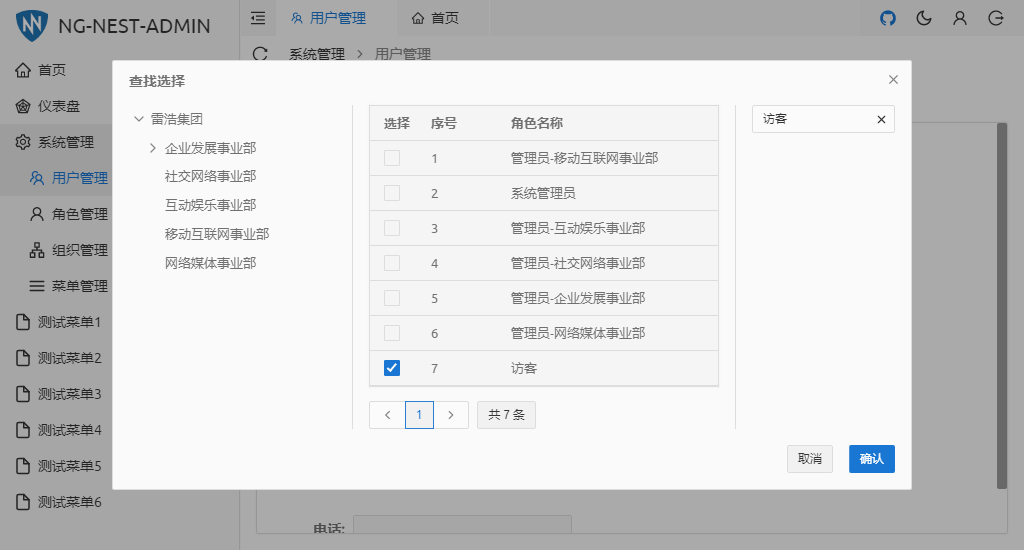 NG-NEST-ADMIN
用户管理
首页
系统管理
用户管理
首页
仪表盘
系统管理
用户管理
角色管理
组织管理
菜单管理
测试菜单1
测试菜单2
测试菜单3
测试菜单4
测试菜单5
测试菜单6
查找选择
雷浩集团
企业发展事业部
社交网络事业部
互动娱乐事业部
移动互联网事业部
网络媒体事业部
选择 序号 角色名称
1 管理员-移动互联网事业部
2 系统管理员
3 管理员-互动娱乐事业部
4 管理员-社交网络事业部
5 管理员-企业发展事业部
6 管理员-网络媒体事业部
7 访客
1 共 7 条
访客
取消 确认
电话: